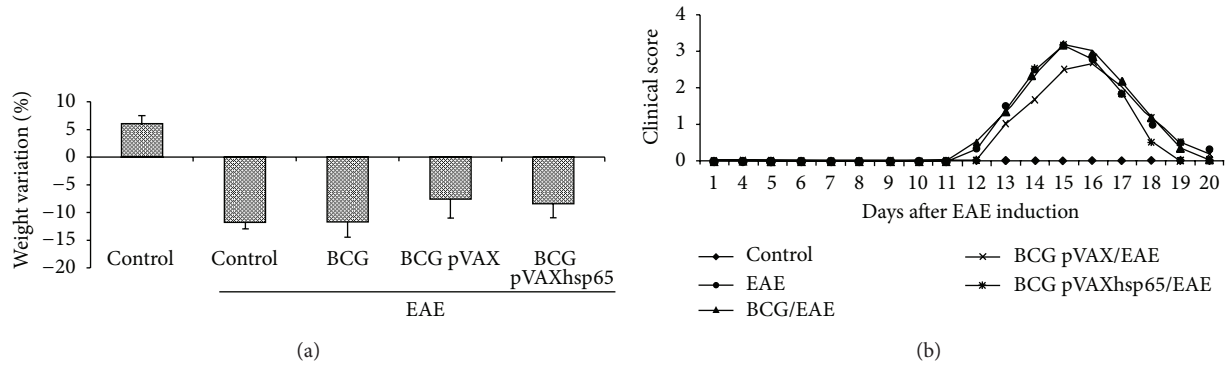 Weight variation (%)
10
5
0
−5
−10
−15
−20
Control
Control
BCG
BCG pVAX
BCG
pVAXhsp65
EAE
(a)
Clinical score
4
3
2
1
0
1 4 5 6 7 8 9 10 11 12 13 14 15 16 17 18 19 20
Days after EAE induction
Control
EAE
BCG/EAE
BCG pVAX/EAE
BCG pVAXhsp65/EAE
(b)